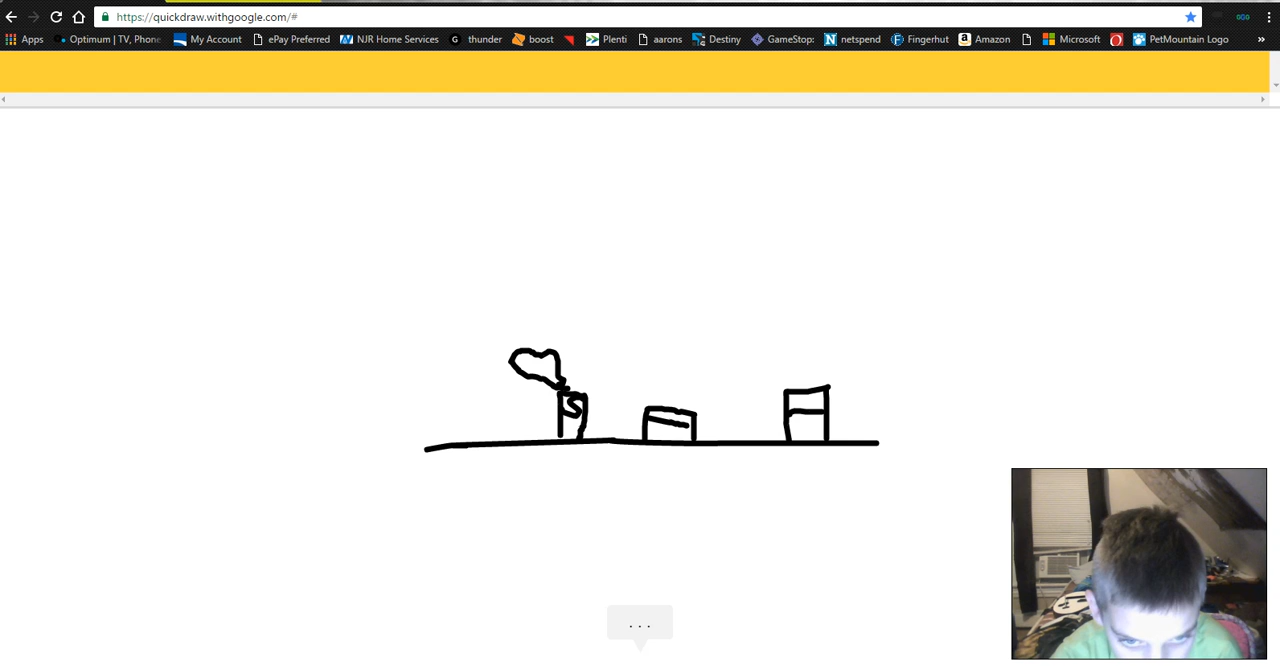 https://quickdraw.withgoogle.com/#
Apps Optimum | TV, Phone My Account ePay Preferred NJR Home Services thunder boost Plenti aarons Destiny GameStop: netspend Fingerhut Amazon Microsoft PetMountain Logo »
S
...